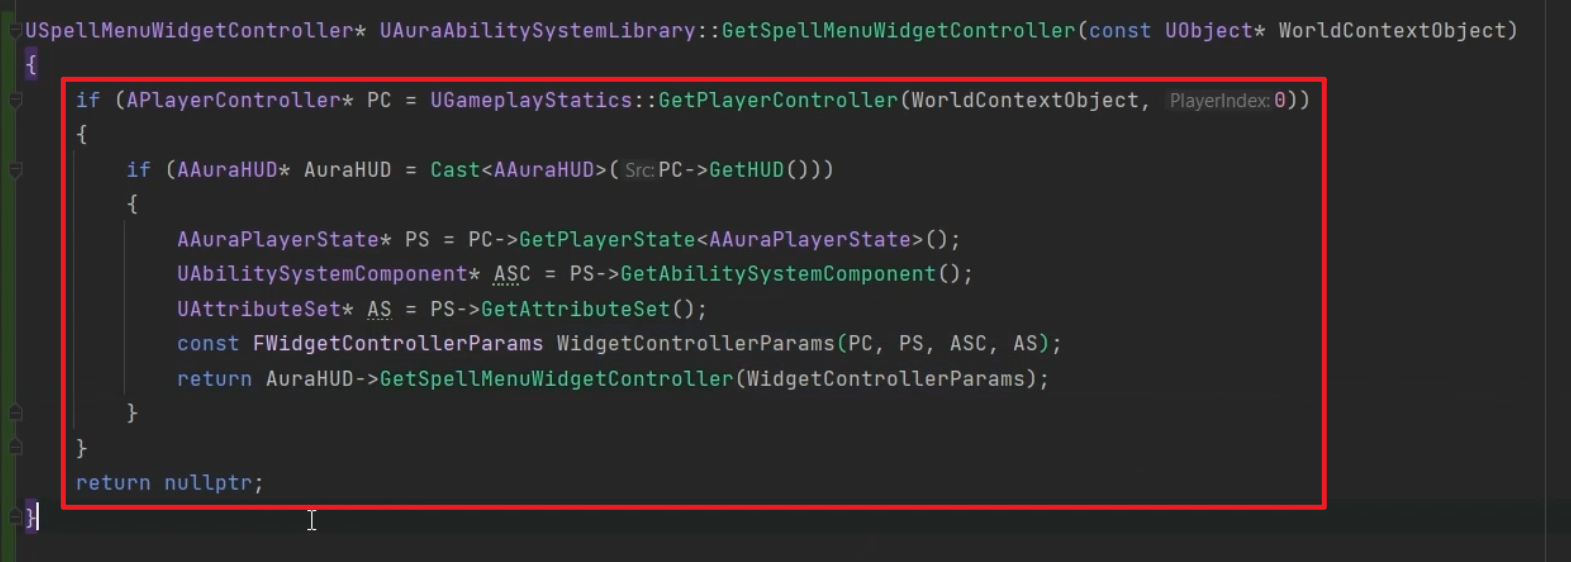 USpellMenuWidgetController* UAuraAbilitySystemLibrary::GetSpellMenuWidgetController(const UObject* WorldContextObject)
{
if (APlayerController* PC = UGameplayStatics::GetPlayerController(WorldContextObject, PlayerIndex: 0))
{
if (AAuraHUD* AuraHUD = Cast<AAuraHUD>( Src: PC->GetHUD()))
{
AAuraPlayerState* PS = PC->GetPlayerState<AAuraPlayerState>();
UAbilitySystemComponent* ASC = PS->GetAbilitySystemComponent();
UAttributeSet* AS = PS->GetAttributeSet();
const FWidgetControllerParams WidgetControllerParams(PC, PS, ASC, AS);
return AuraHUD->GetSpellMenuWidgetController(WidgetControllerParams);
}
}
return nullptr;
}